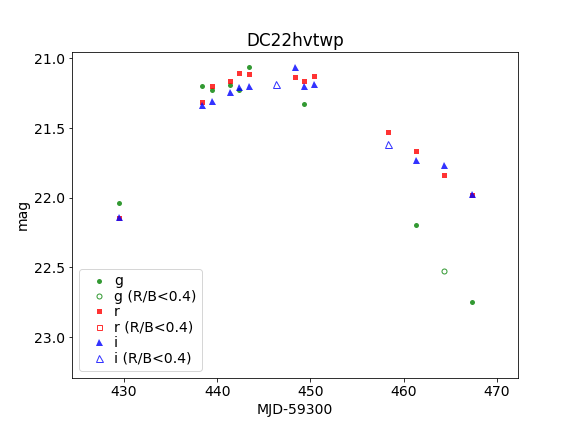 DC22hvtwp
21.0
21.5
22.0
22.5
23.0
mag
g
g (R/B<0.4)
r
r (R/B<0.4)
i
i (R/B<0.4)
430 440 450 460 470
MJD-59300